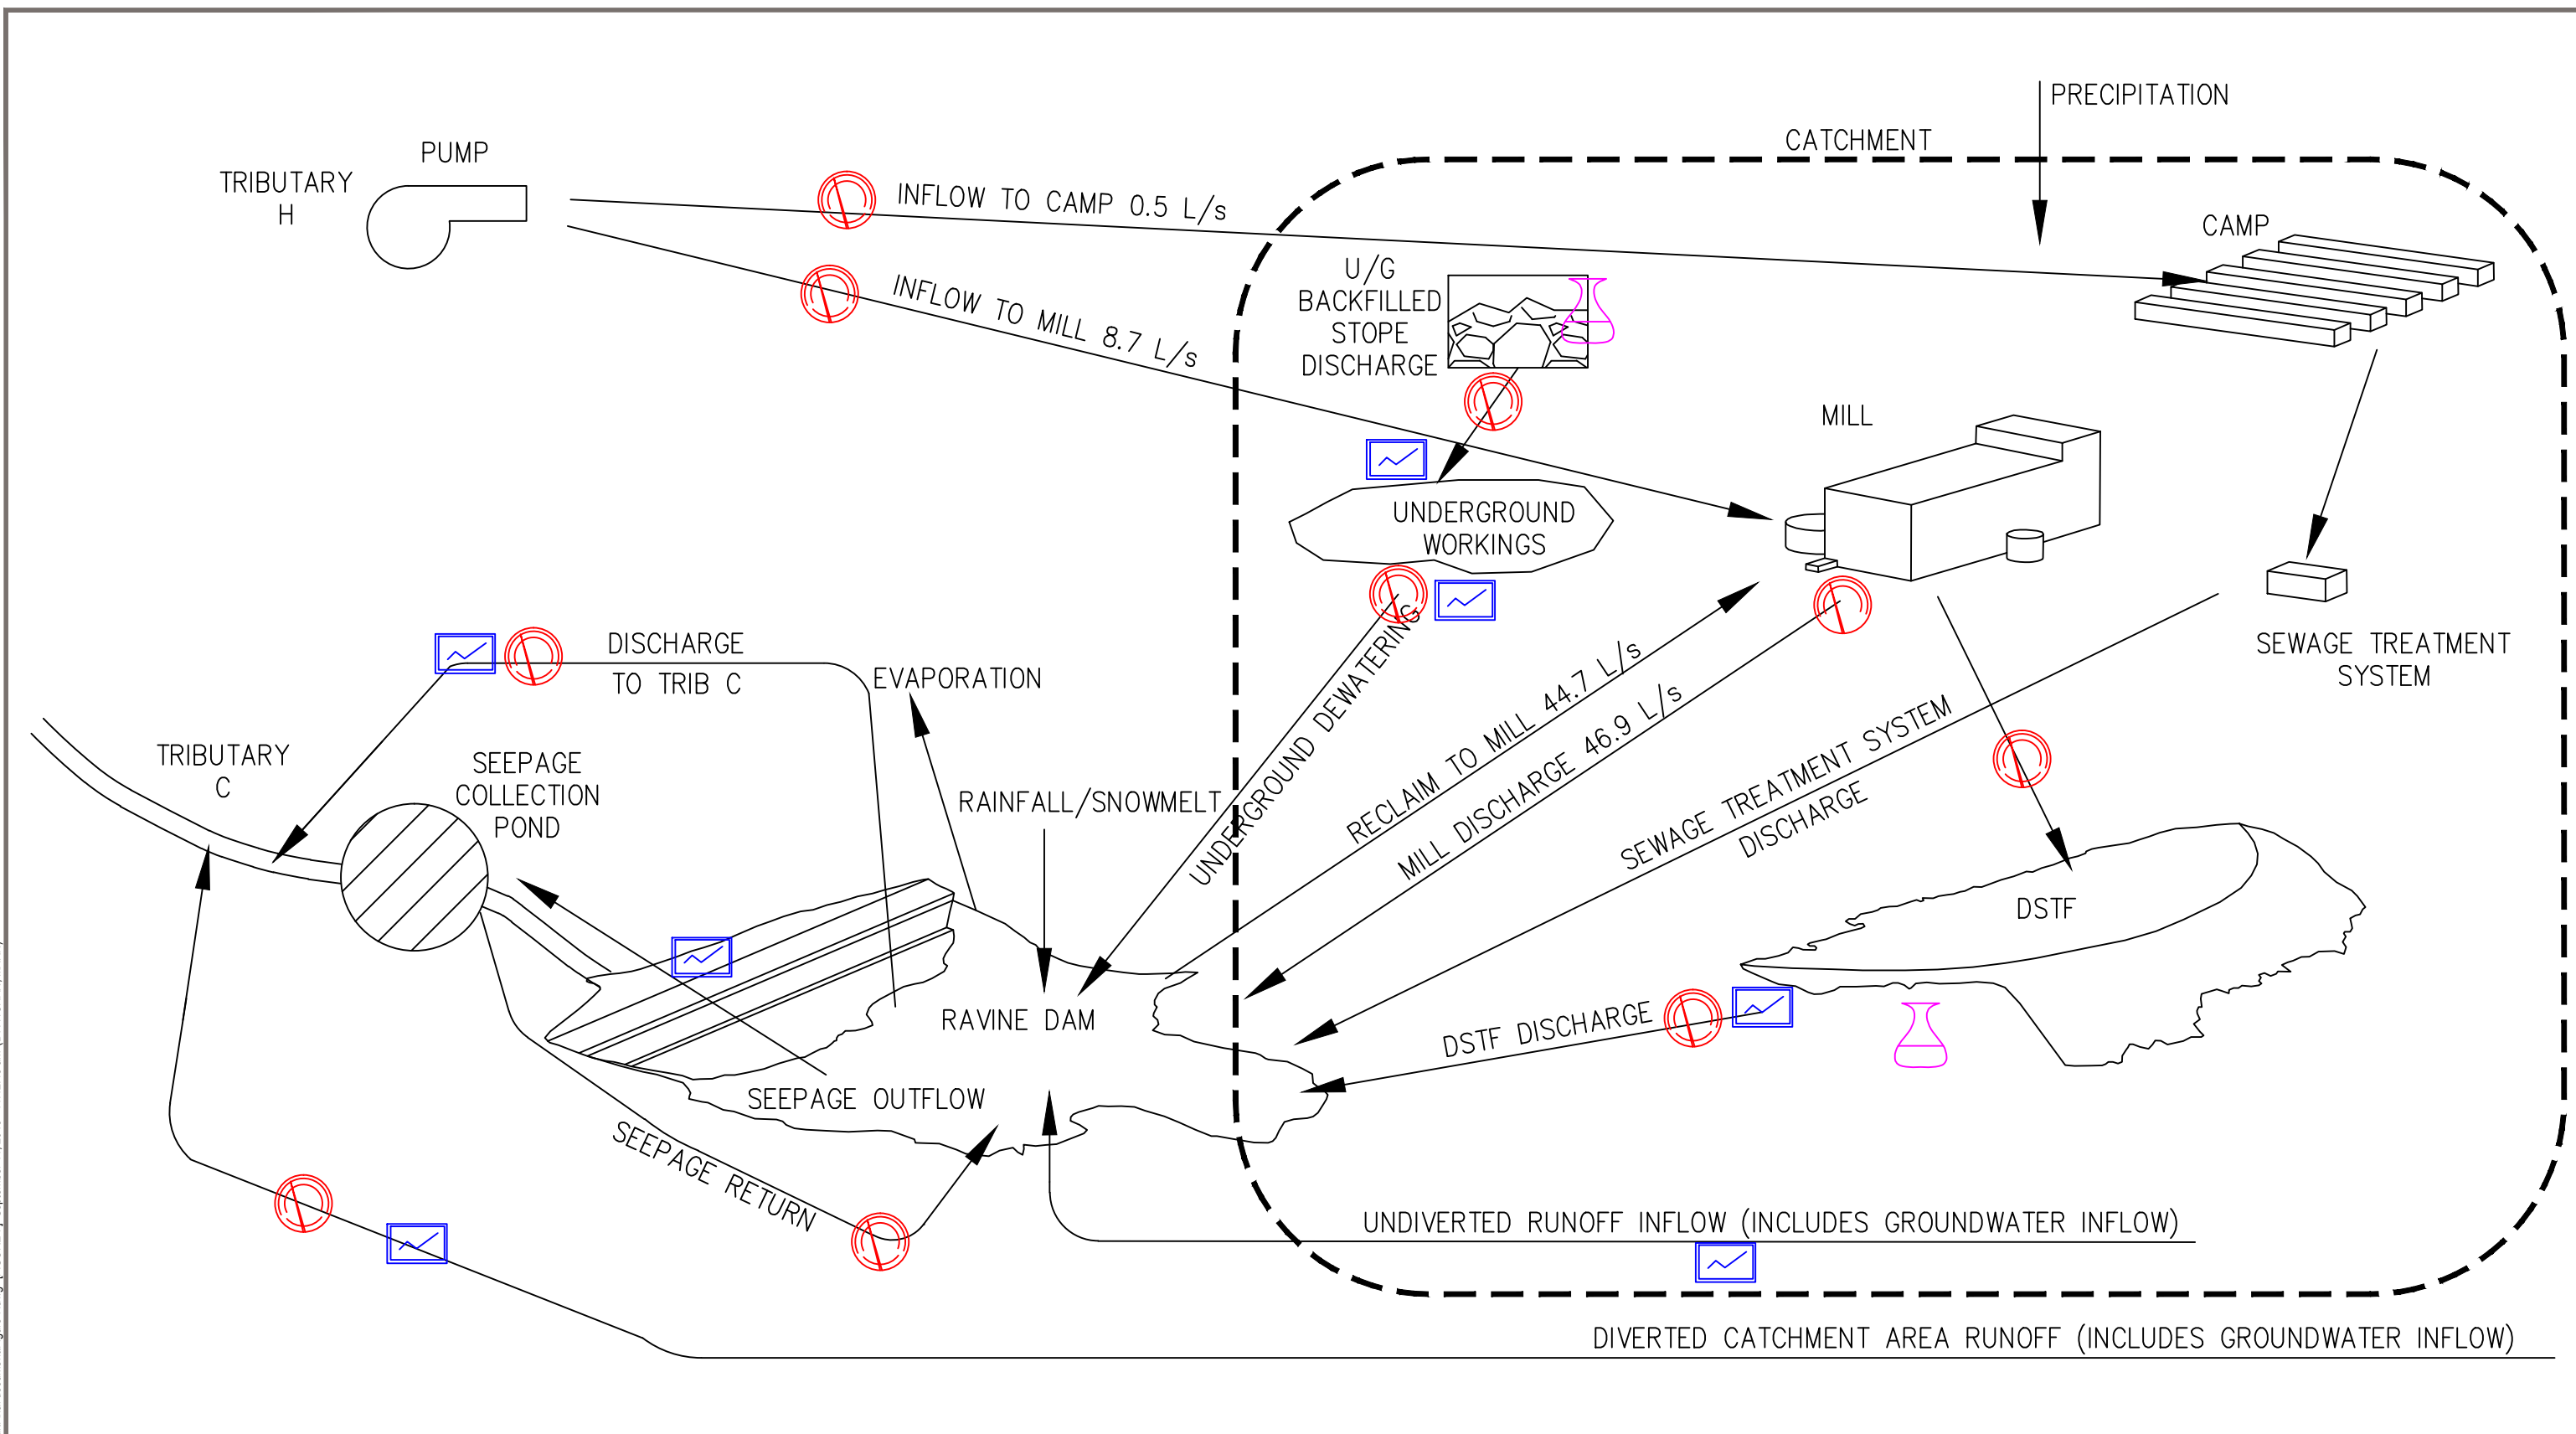 PRECIPITATION
CATCHMENT
PUMP
TRIBUTARY
H
INFLOW TO CAMP 0.5 L/s
CAMP
U/G
BACKFILLED
STOPE
DISCHARGE
INFLOW TO MILL 8.7 L/s
MILL
UNDERGROUND
WORKINGS
DISCHARGE
TO TRIB C
EVAPORATION
SEWAGE TREATMENT
SYSTEM
TRIBUTARY
C
SEEPAGE
COLLECTION
POND
RAINFALL/SNOWMELT
UNDERGROUND DEWATERING
RECLAIM TO MILL 44.7 L/s
MILL DISCHARGE 46.9 L/s
SEWAGE TREATMENT SYSTEM
DISCHARGE
DSTF
RAVINE DAM
DSTF DISCHARGE
SEEPAGE OUTFLOW
SEEPAGE RETURN
UNDIVERTED RUNOFF INFLOW (INCLUDES GROUNDWATER INFLOW)
DIVERTED CATCHMENT AREA RUNOFF (INCLUDES GROUNDWATER INFLOW)